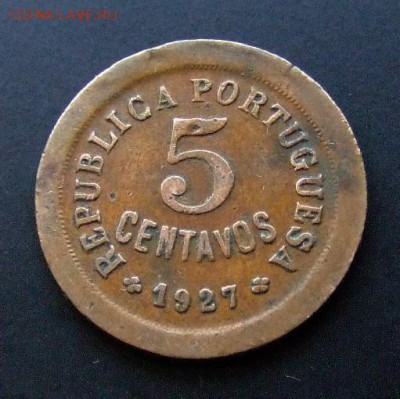 REPUBLICA PORTUGUESA
5
CENTAVOS
1927